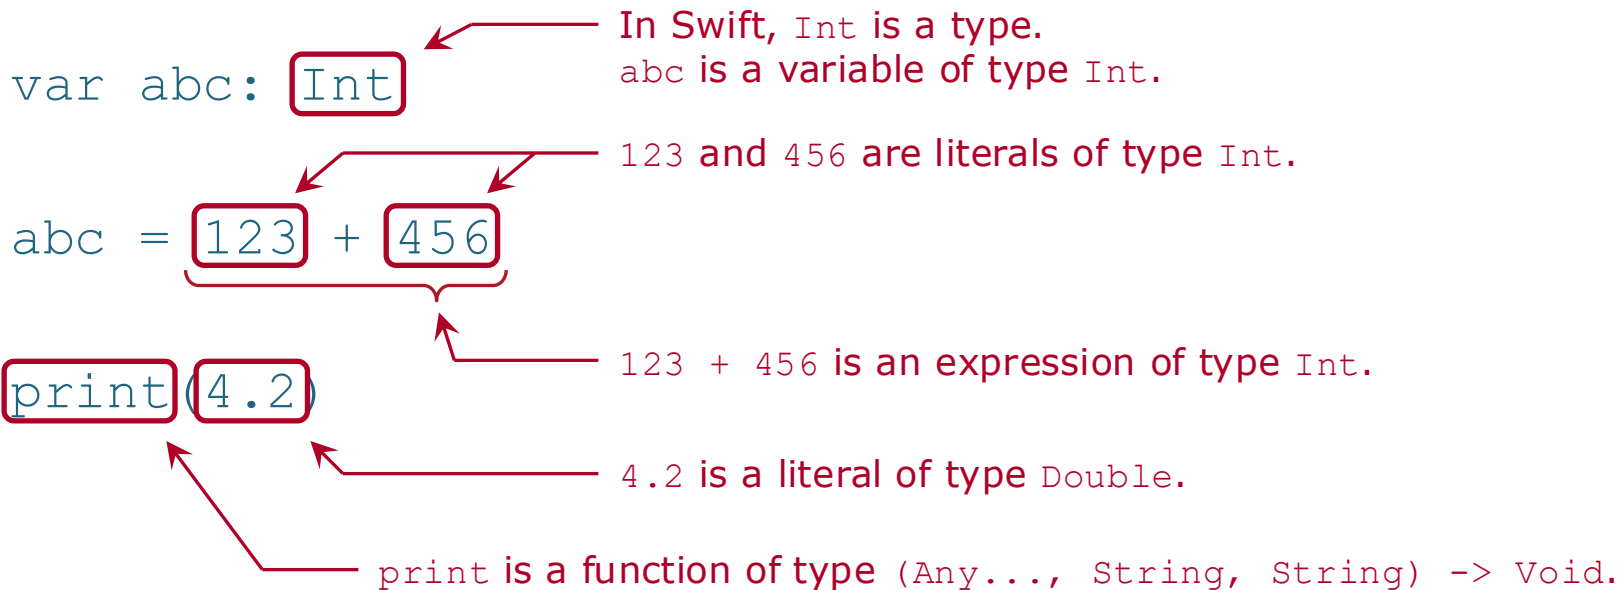 In Swift, Int is a type.
abc is a variable of type Int.
var abc: Int
123 and 456 are literals of type Int.
abc = 123 + 456
123 + 456 is an expression of type Int.
print(4.2)
4.2 is a literal of type Double.
print is a function of type (Any..., String, String) -> Void.